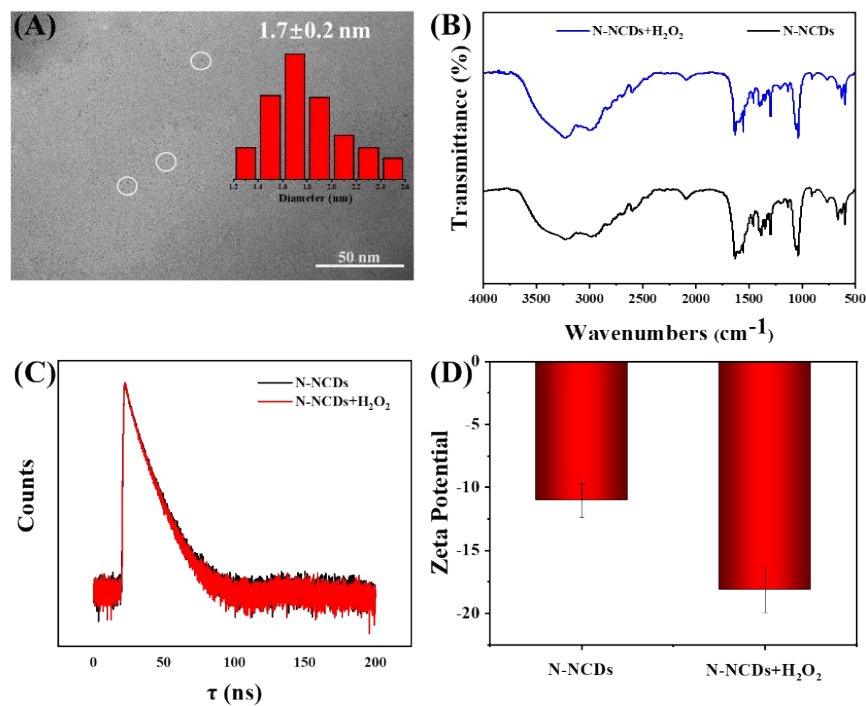 (A)
1.7±0.2 nm
1.2 1.4 1.6 1.8 2.0 2.2 2.4 2.6
Diameter (nm)
50 nm
(B)
N-NCDs+H₂O₂ N-NCDs
Transmittance (%)
4000 3500 3000 2500 2000 1500 1000 500
Wavenumbers (cm⁻¹)
(C)
N-NCDs
N-NCDs+H₂O₂
Counts
0 50 100 150 200
τ (ns)
(D)
0
-5
-10
-15
-20
Zeta Potential
N-NCDs N-NCDs+H₂O₂